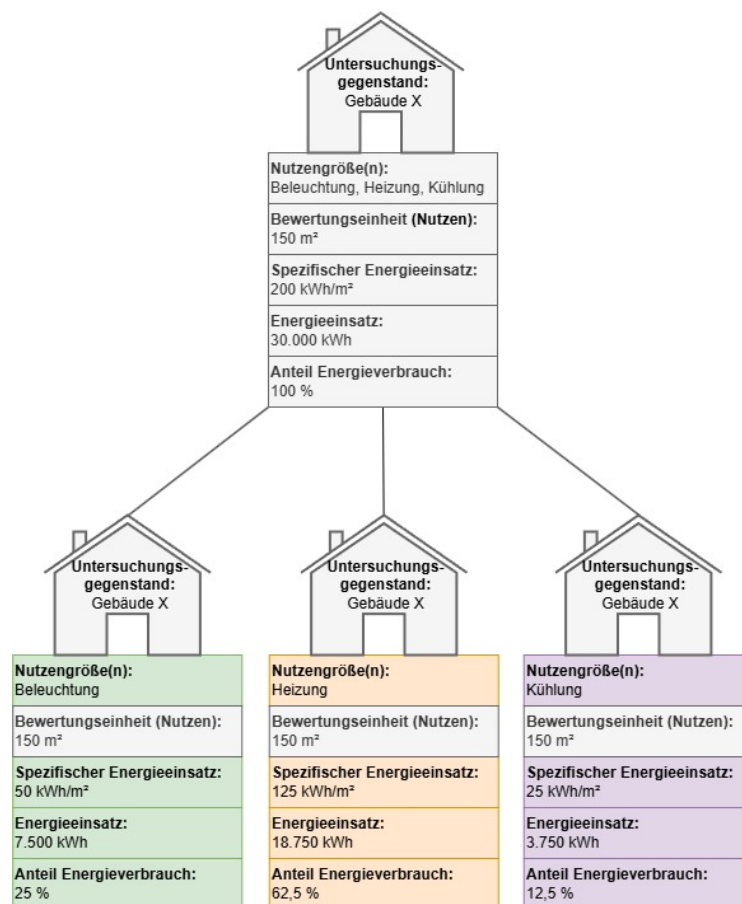 Untersuchungs-
gegenstand:
Gebäude X
Nutzengröße(n):
Beleuchtung, Heizung, Kühlung
Bewertungseinheit (Nutzen):
150 m²
Spezifischer Energieeinsatz:
200 kWh/m²
Energieeinsatz:
30.000 kWh
Anteil Energieverbrauch:
100 %
Untersuchungs-
gegenstand:
Gebäude X
Nutzengröße(n):
Beleuchtung
Bewertungseinheit (Nutzen):
150 m²
Spezifischer Energieeinsatz:
50 kWh/m²
Energieeinsatz:
7.500 kWh
Anteil Energieverbrauch:
25 %
Untersuchungs-
gegenstand:
Gebäude X
Nutzengröße(n):
Heizung
Bewertungseinheit (Nutzen):
150 m²
Spezifischer Energieeinsatz:
125 kWh/m²
Energieeinsatz:
18.750 kWh
Anteil Energieverbrauch:
62,5 %
Untersuchungs-
gegenstand:
Gebäude X
Nutzengröße(n):
Kühlung
Bewertungseinheit (Nutzen):
150 m²
Spezifischer Energieeinsatz:
25 kWh/m²
Energieeinsatz:
3.750 kWh
Anteil Energieverbrauch:
12,5 %